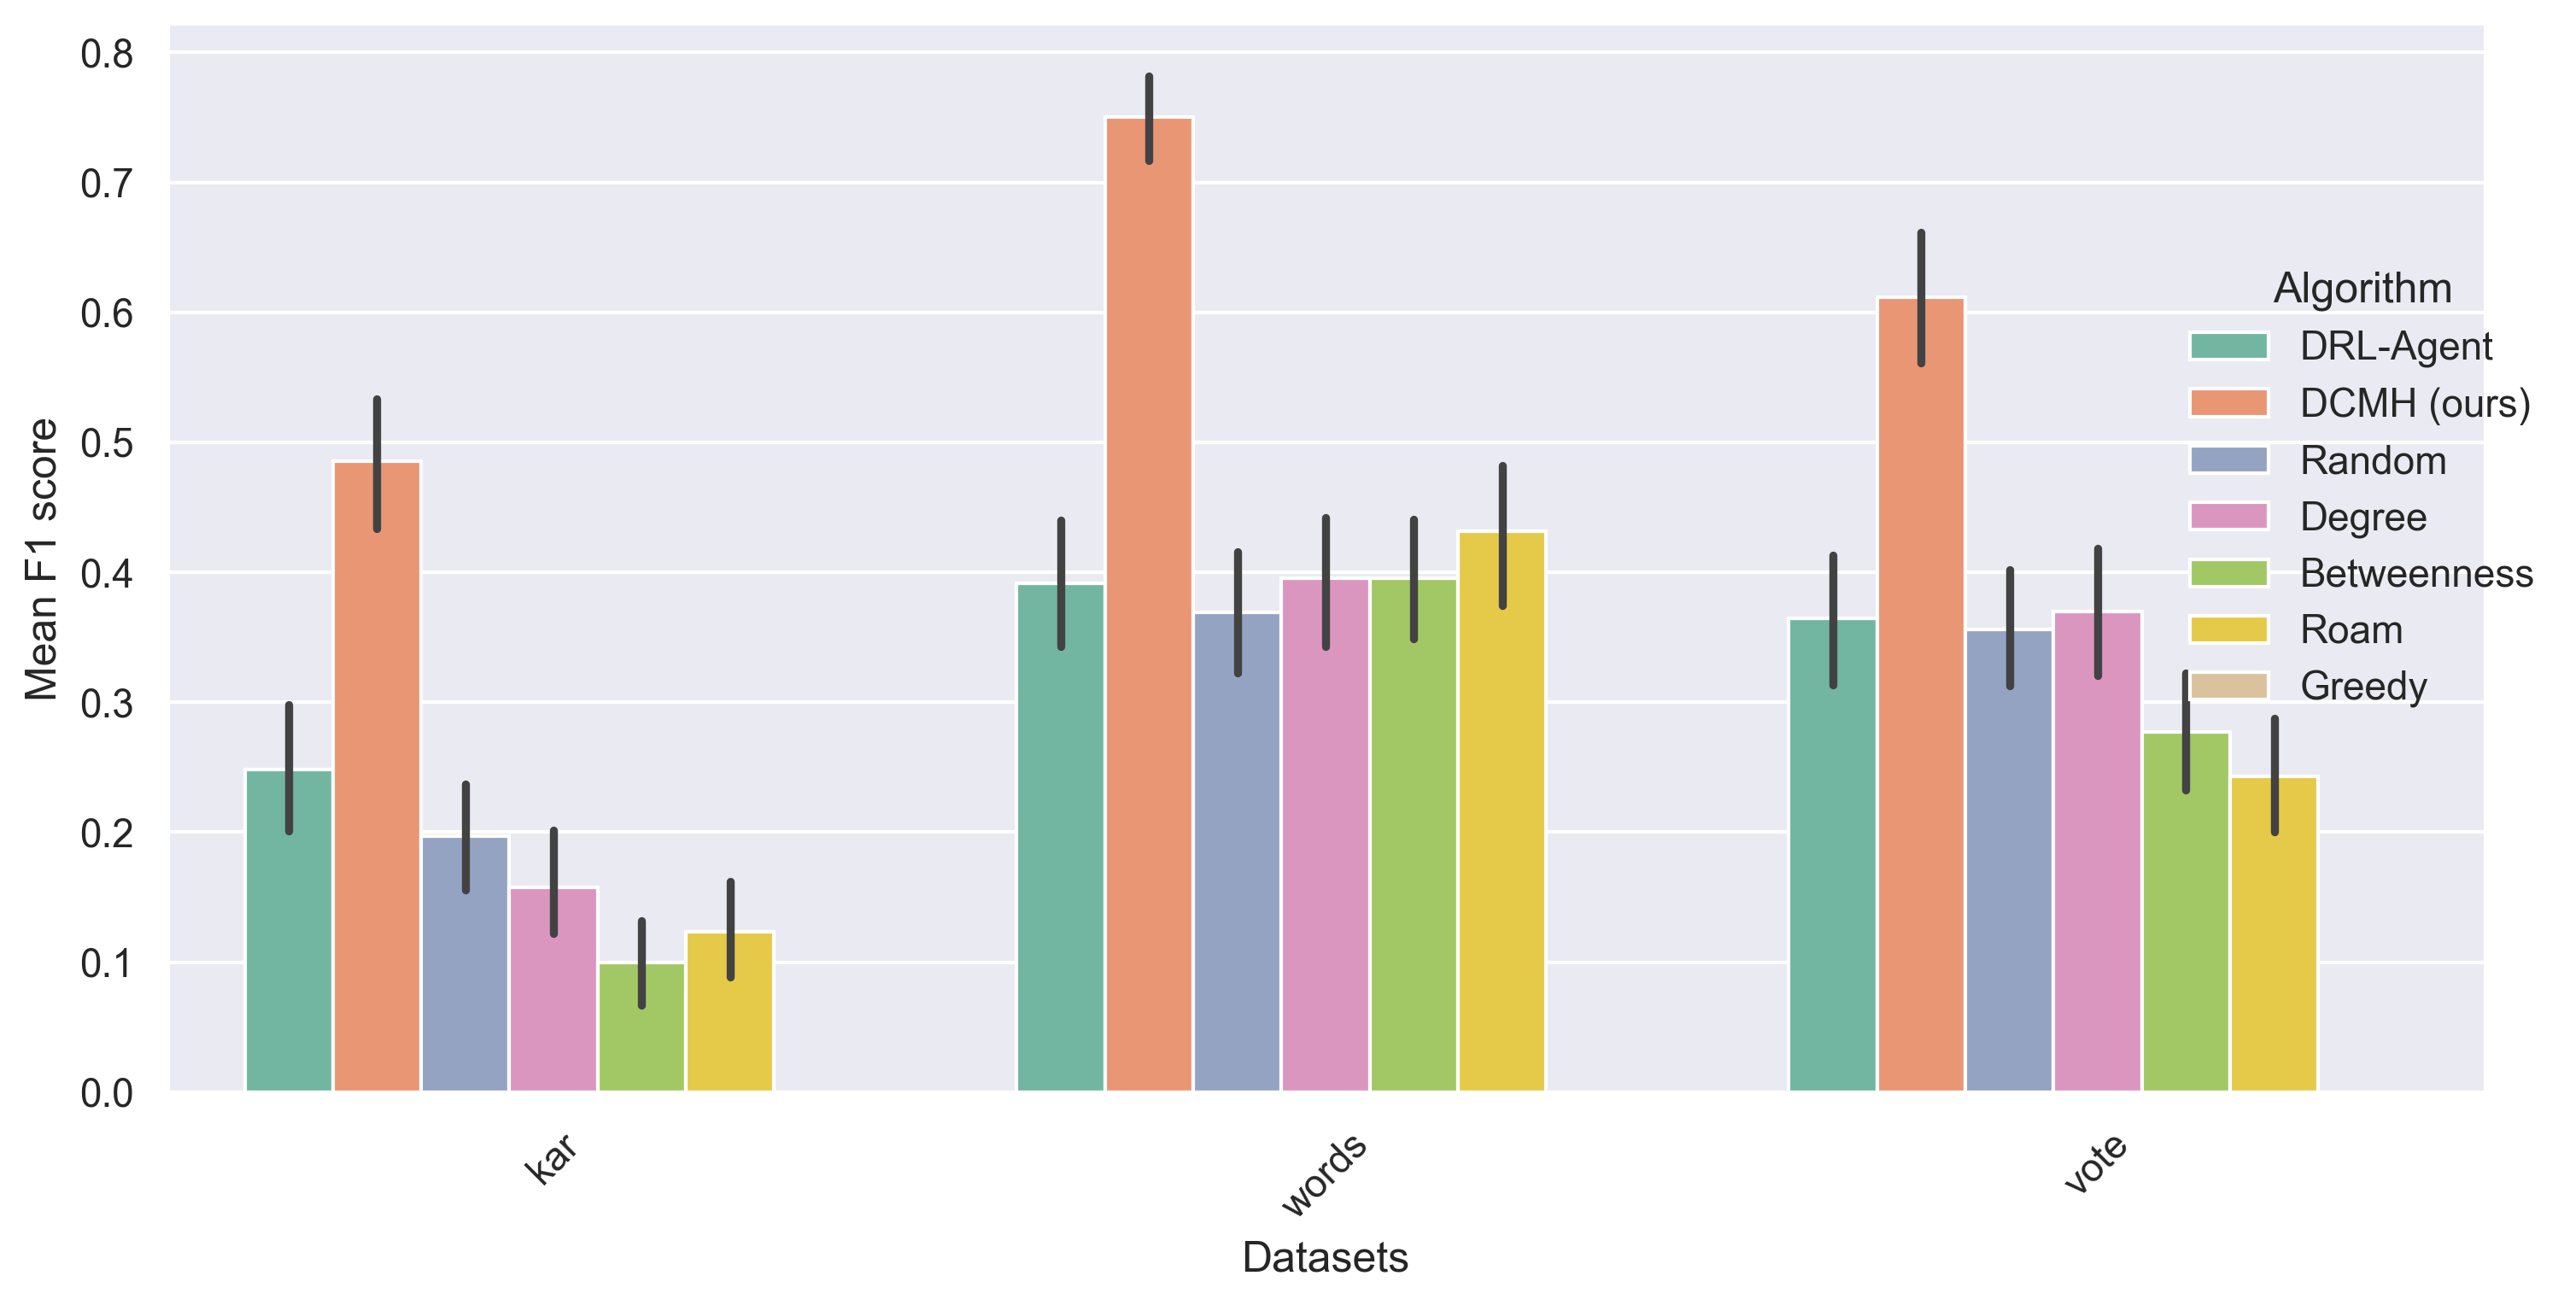 Mean F1 score
0.8
0.7
0.6
0.5
0.4
0.3
0.2
0.1
0.0
Algorithm
DRL-Agent
DCMH (ours)
Random
Degree
Betweenness
Roam
Greedy
kar
words
vote
Datasets